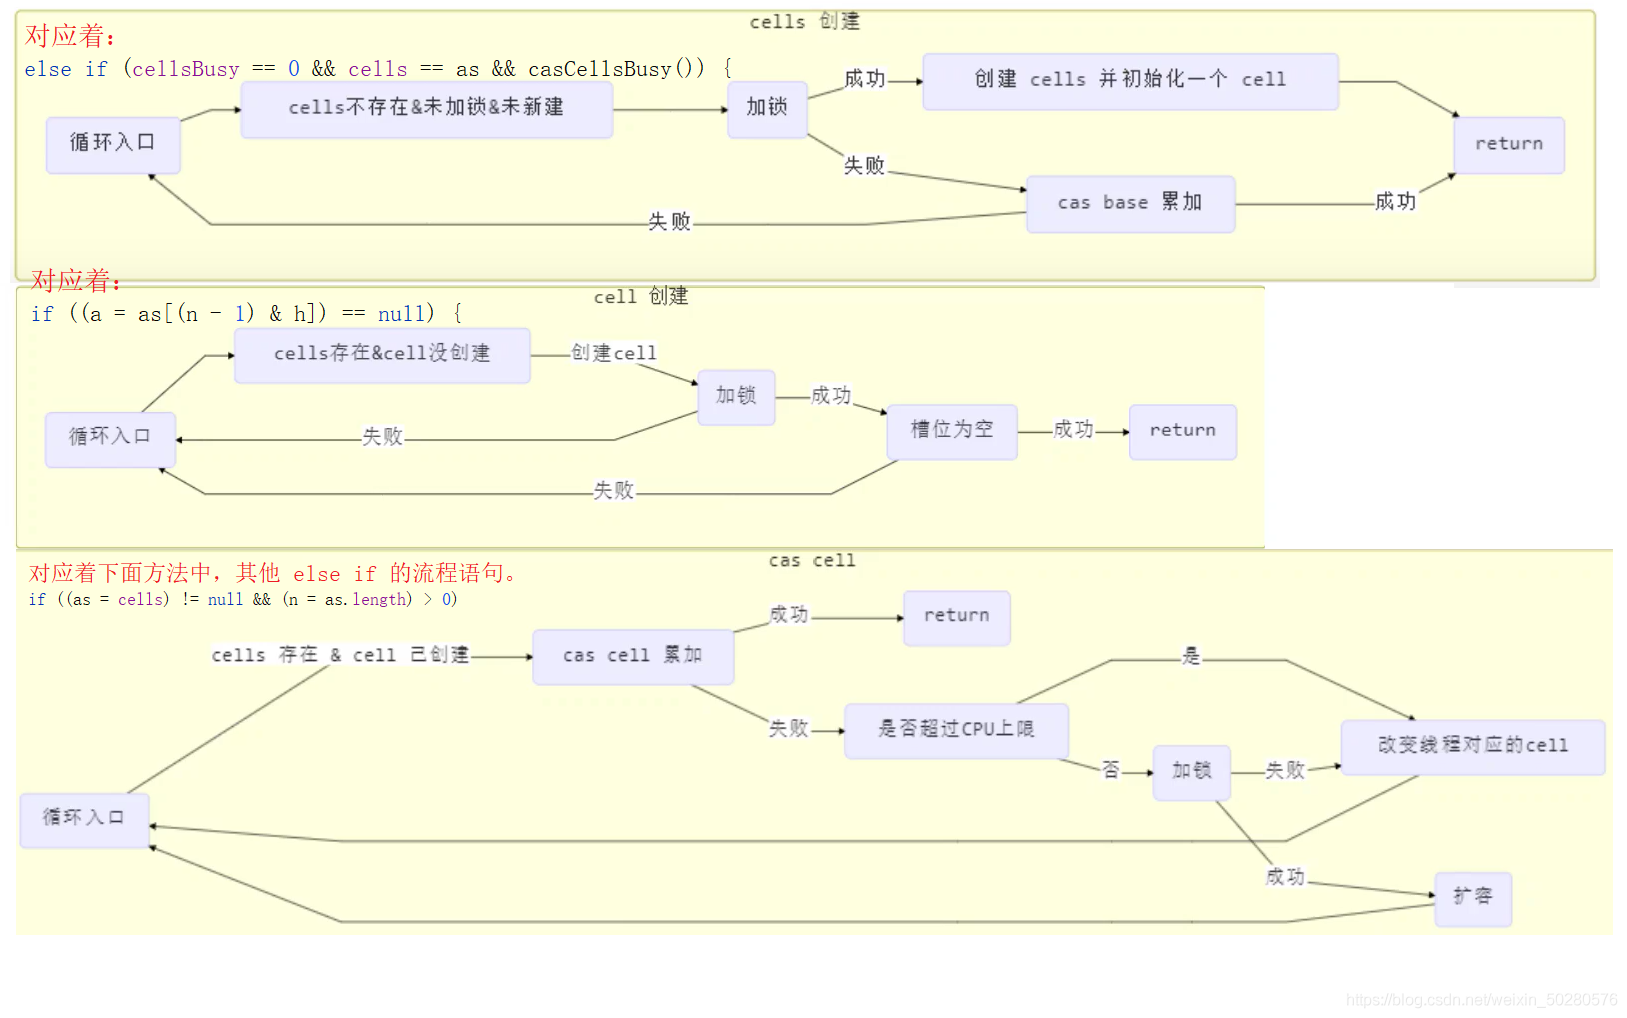 cells 创建
对应着：
else if (cellsBusy == 0 && cells == as && casCellsBusy()) {
循环入口
cells不存在&未加锁&未新建
加锁
成功
创建 cells 并初始化一个 cell
return
失败
cas base 累加
成功
失败
对应着：
cell 创建
if ((a = as[(n - 1) & h]) == null) {
循环入口
cells存在&cell没创建
创建cell
加锁
成功
槽位为空
成功
return
失败
失败
cas cell
对应着下面方法中，其他 else if 的流程语句。
if ((as = cells) != null && (n = as.length) > 0)
循环入口
cells 存在 & cell 已创建
cas cell 累加
成功
return
失败
是否超过CPU上限
是
改变线程对应的cell
否
加锁
失败
成功
扩容
https://blog.csdn.net/weixin_50280576